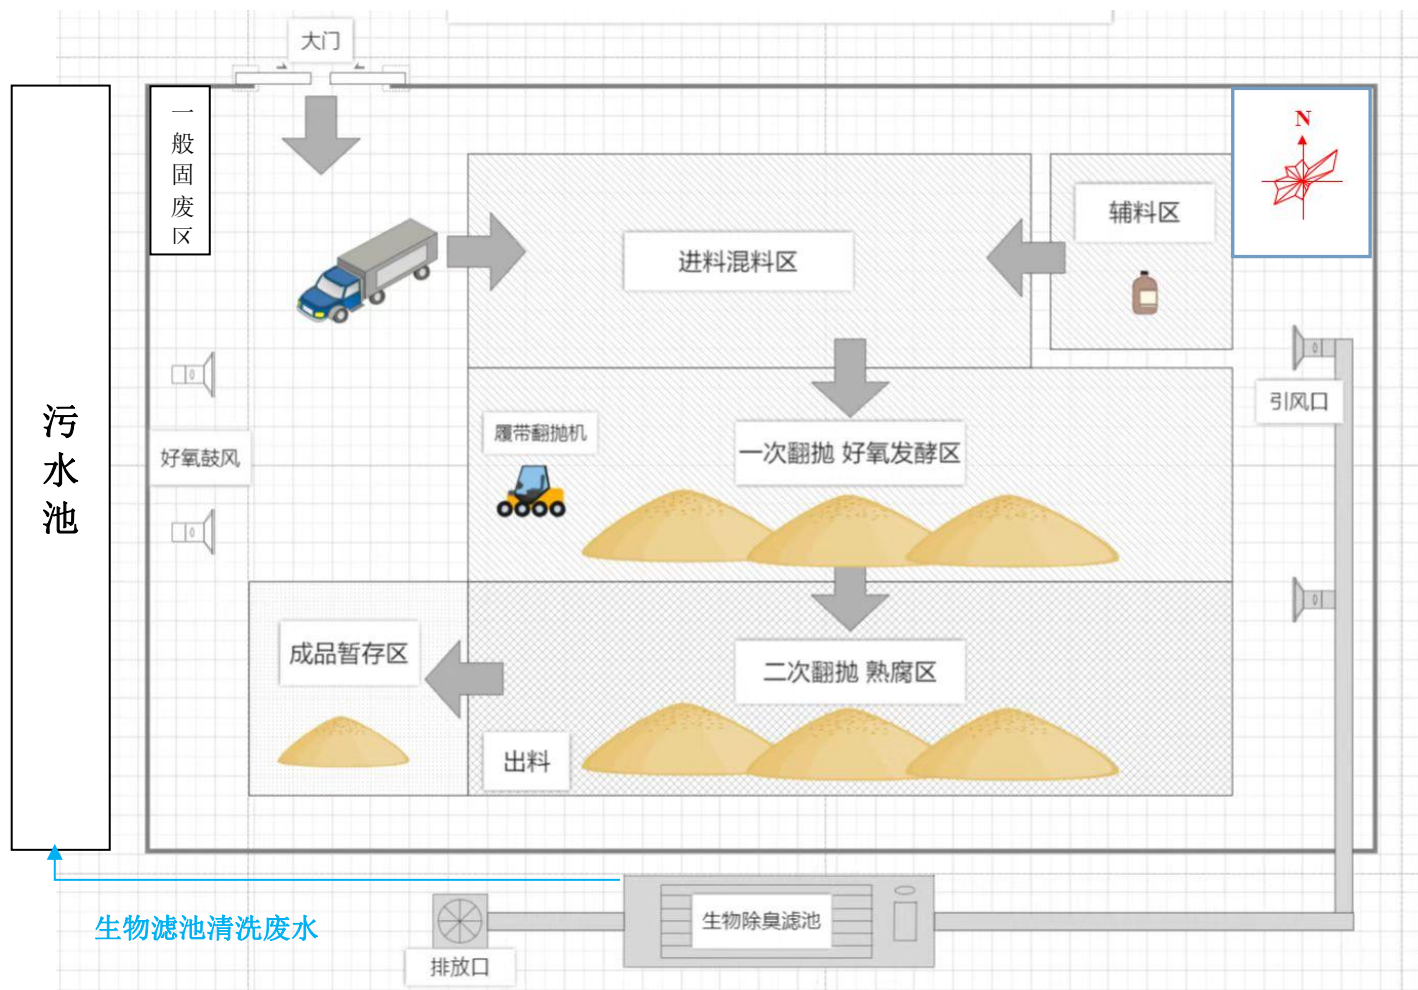 大门
一般固废区
N
辅料区
进料混料区
引风口
污水池
履带翻抛机
一次翻抛 好氧发酵区
好氧鼓风
成品暂存区
二次翻抛 熟腐区
出料
生物滤池清洗废水
生物除臭滤池
排放口